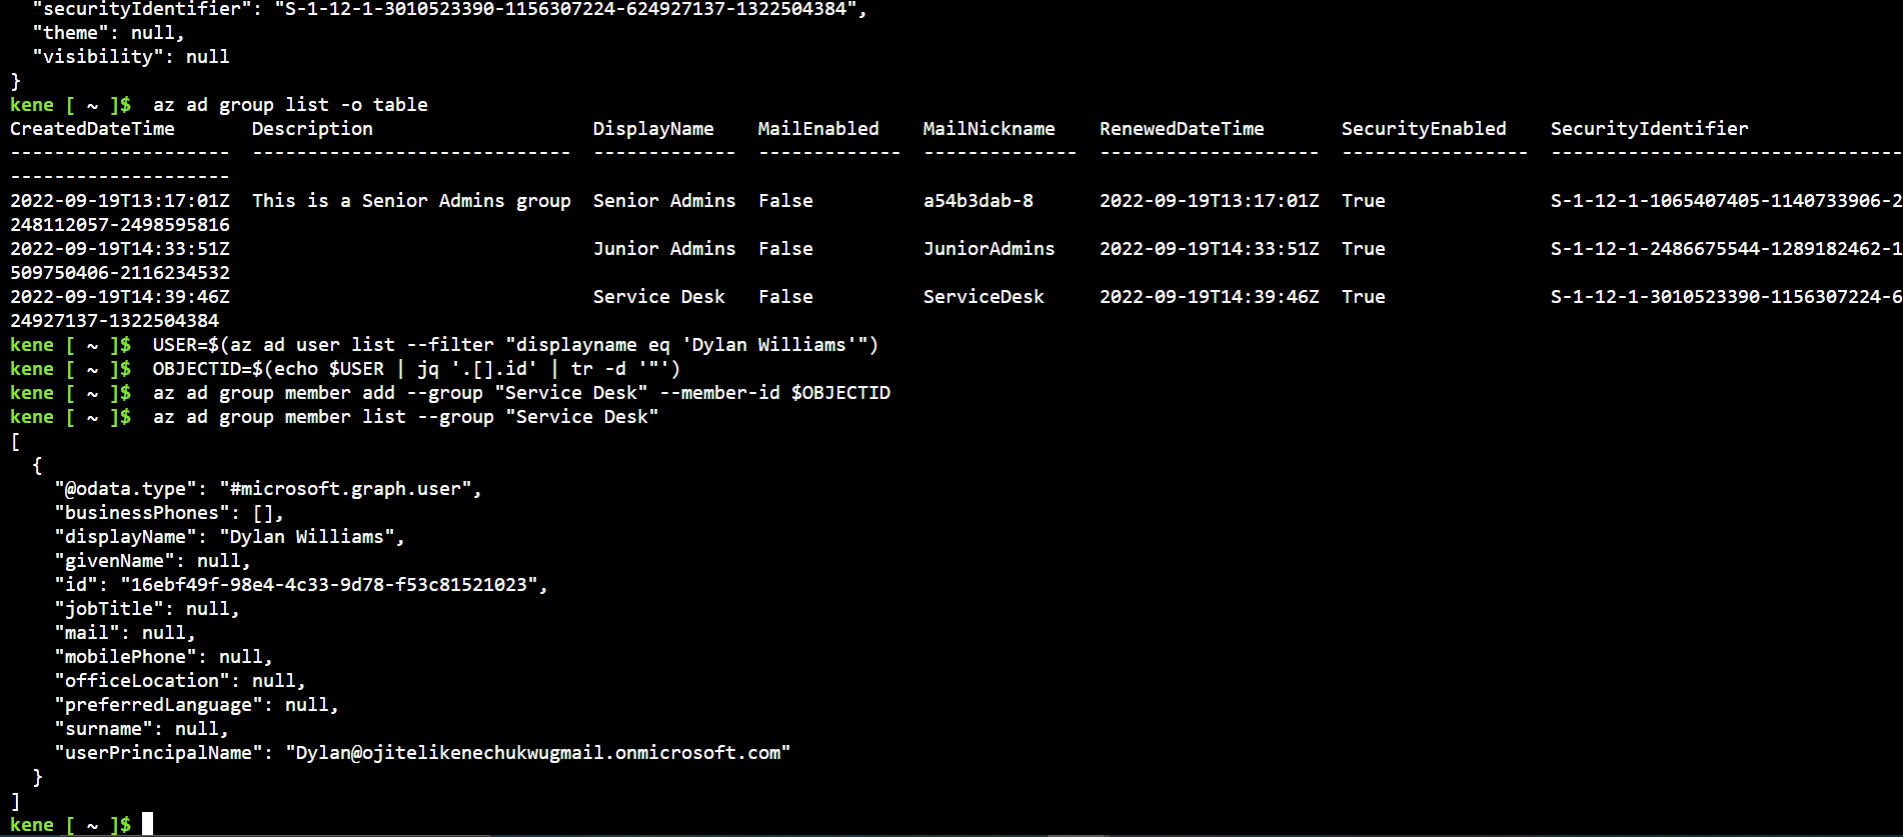 "securityIdentifier": "S-1-12-1-3010523390-1156307224-624927137-1322504384",
"theme": null,
"visibility": null
}
kene [ ~ ]$ az ad group list -o table
CreatedDateTime Description DisplayName MailEnabled MailNickname RenewedDateTime SecurityEnabled SecurityIdentifier
-------------------- ----------------------------- ------------- ------------- -------------- -------------------- ----------------- --------------------------------
--------------------
2022-09-19T13:17:01Z This is a Senior Admins group Senior Admins False a54b3dab-8 2022-09-19T13:17:01Z True S-1-12-1-1065407405-1140733906-2
248112057-2498595816
2022-09-19T14:33:51Z Junior Admins False JuniorAdmins 2022-09-19T14:33:51Z True S-1-12-1-2486675544-1289182462-1
509750406-2116234532
2022-09-19T14:39:46Z Service Desk False ServiceDesk 2022-09-19T14:39:46Z True S-1-12-1-3010523390-1156307224-6
24927137-1322504384
kene [ ~ ]$ USER=$(az ad user list --filter "displayname eq 'Dylan Williams'")
kene [ ~ ]$ OBJECTID=$(echo $USER | jq '.[].id' | tr -d '"')
kene [ ~ ]$ az ad group member add --group "Service Desk" --member-id $OBJECTID
kene [ ~ ]$ az ad group member list --group "Service Desk"
[
{
"@odata.type": "#microsoft.graph.user",
"businessPhones": [],
"displayName": "Dylan Williams",
"givenName": null,
"id": "16ebf49f-98e4-4c33-9d78-f53c81521023",
"jobTitle": null,
"mail": null,
"mobilePhone": null,
"officeLocation": null,
"preferredLanguage": null,
"surname": null,
"userPrincipalName": "Dylan@ojitelikenechukwugmail.onmicrosoft.com"
}
]
kene [ ~ ]$